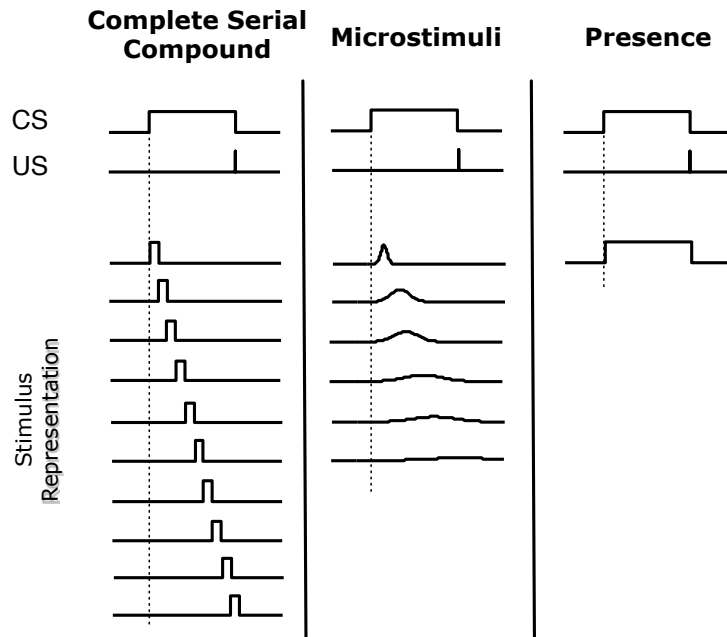 Complete Serial
Compound
Microstimuli
Presence
CS
US
Stimulus
Representation